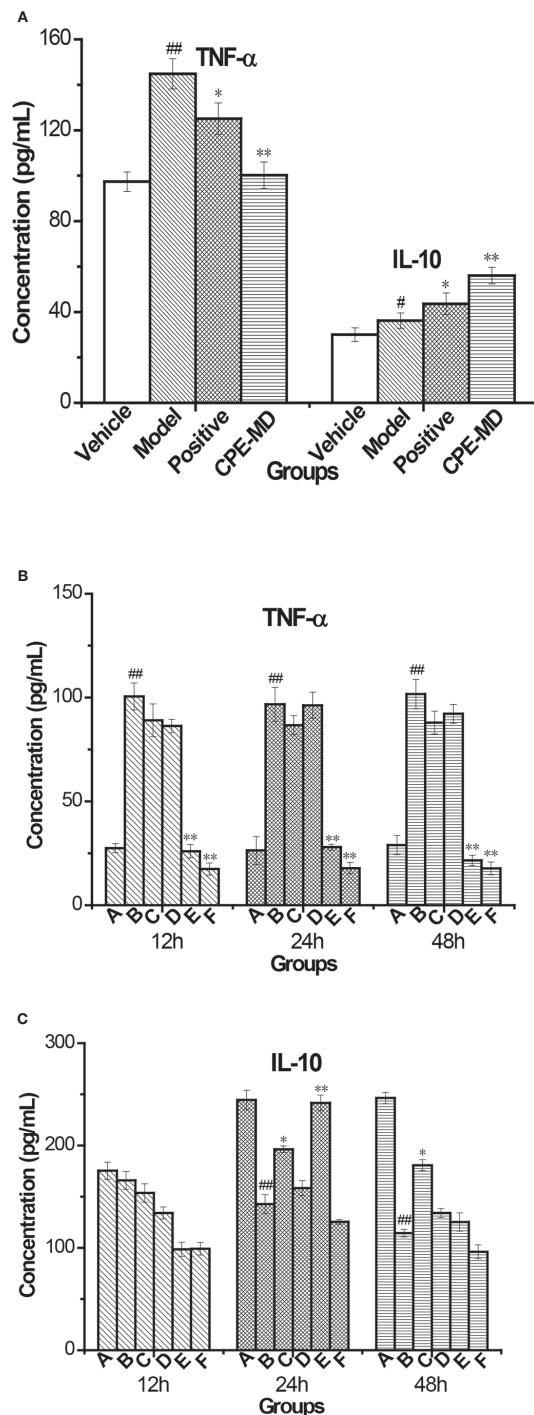 A
Concentration (pg/mL)
160
120
80
40
0
TNF-α
##
*
**
IL-10
#
*
**
Vehicle Model Positive CPE-MD Vehicle Model Positive CPE-MD
Groups
B
Concentration (pg/mL)
150
100
50
0
TNF-α
## ## ##
** ** ** ** ** **
A B C D E F A B C D E F A B C D E F
12h 24h 48h
Groups
C
Concentration (pg/mL)
300
200
100
0
IL-10
## * ** ## *
A B C D E F A B C D E F A B C D E F
12h 24h 48h
Groups